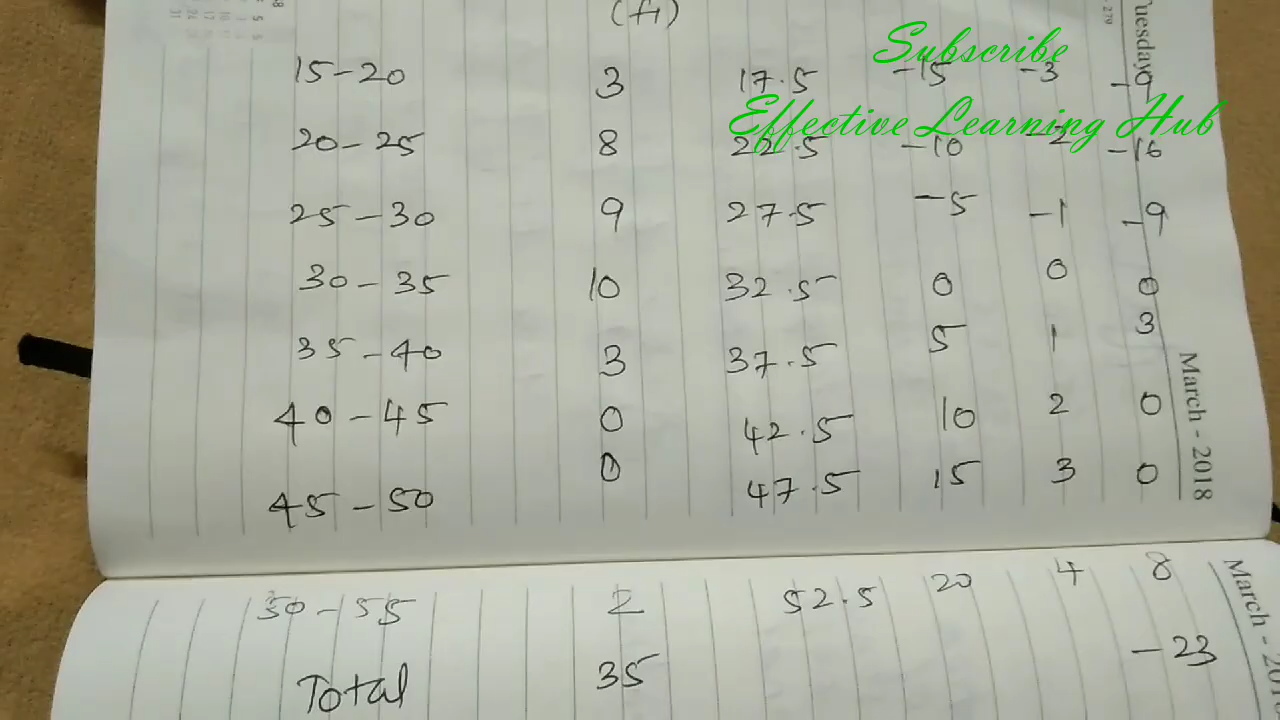 (fi)
Subscribe
15-20 3 17.5 -15 -3 -9
Effective Learning Hub
20-25 8 22.5 -10 -2 -16
25-30 9 27.5 -5 -1 -9
30-35 10 32.5 0 0 0
35-40 3 37.5 5 1 3
40-45 0 42.5 10 2 0
45-50 0 47.5 15 3 0
50-55 2 52.5 20 4 8
Total 35 -23
Tuesday
March - 2018
March - 201